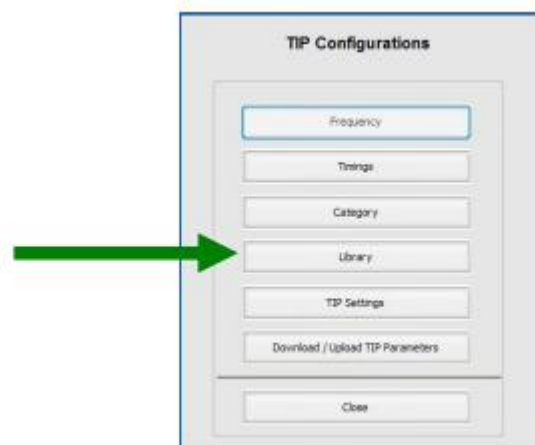 TIP Configurations
Frequency
Timings
Category
Library
TIP Settings
Download / Upload TIP Parameters
Close